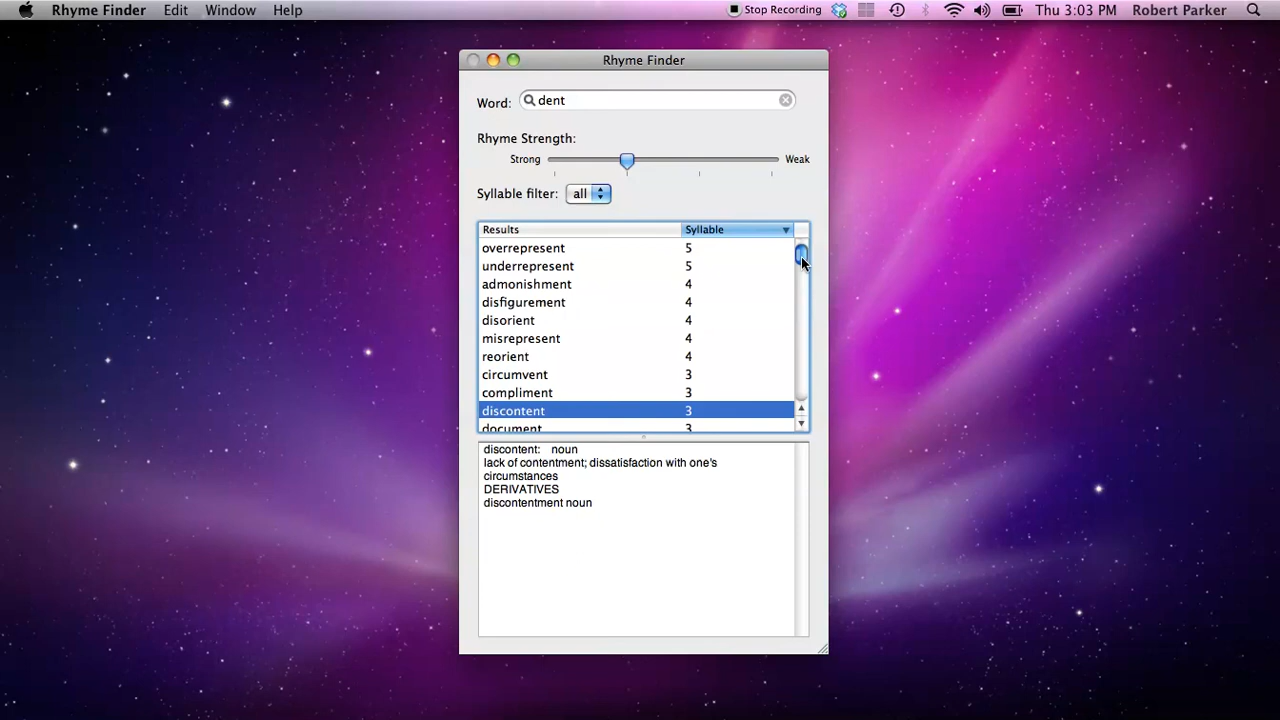 Rhyme Finder Edit Window Help Stop Recording Thu 3:03 PM Robert Parker
Rhyme Finder
Word: dent
Rhyme Strength:
Strong Weak
Syllable filter: all
Results Syllable
overrepresent 5
underrepresent 5
admonishment 4
disfigurement 4
disorient 4
misrepresent 4
reorient 4
circumvent 3
compliment 3
discontent 3
document 3
discontent: noun
lack of contentment; dissatisfaction with one's
circumstances
DERIVATIVES
discontentment noun